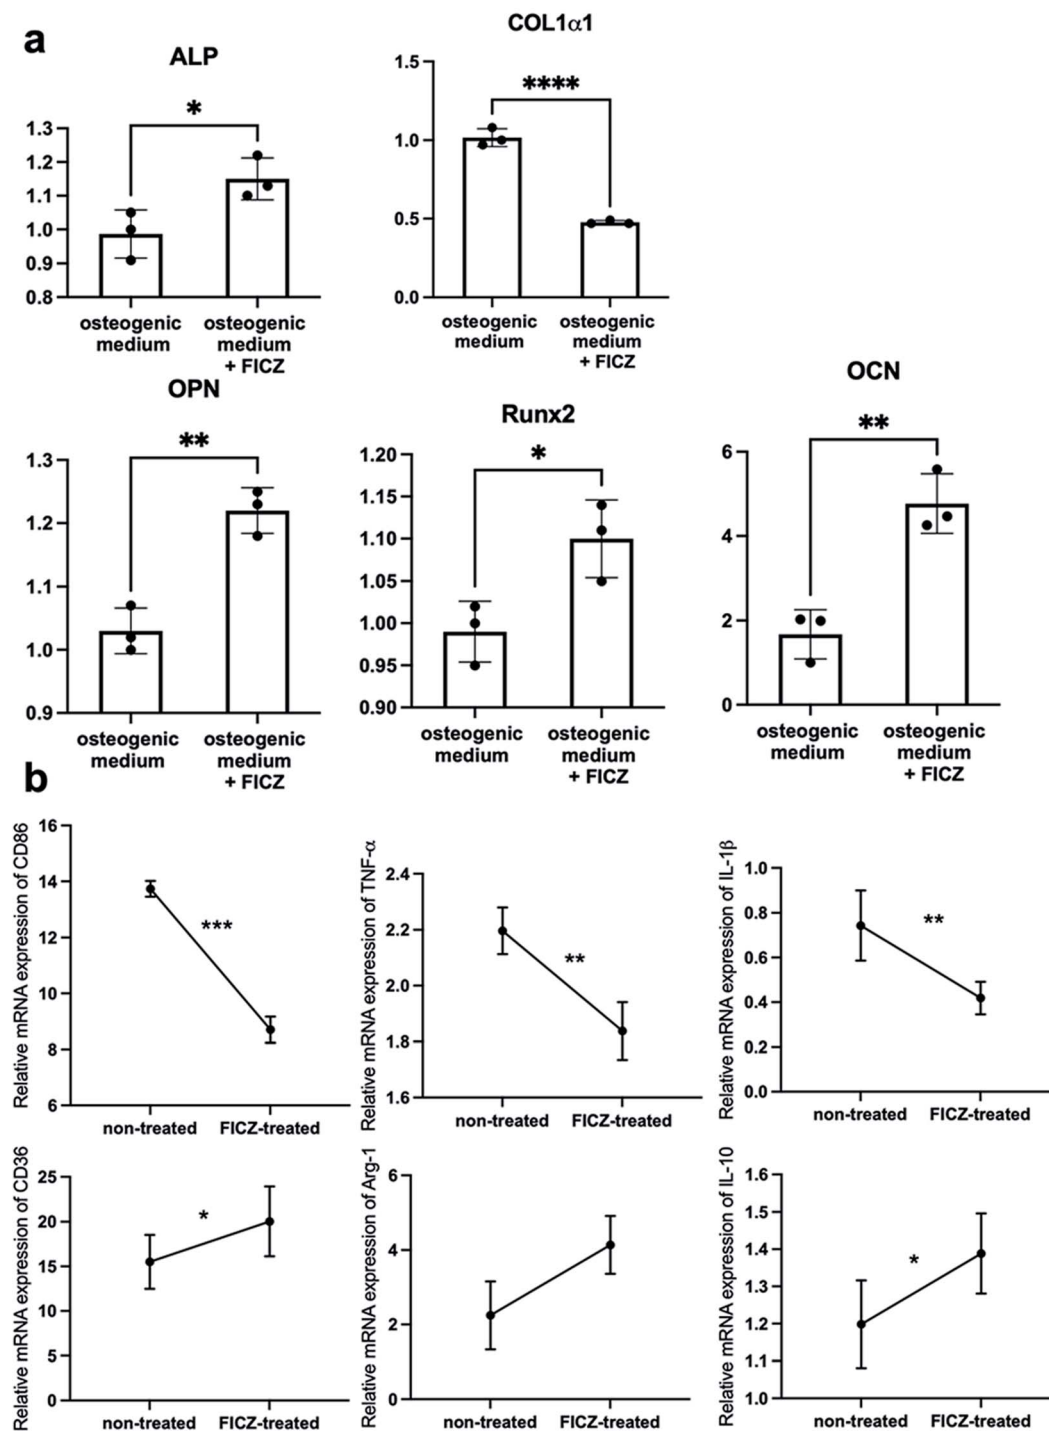 a
ALP
*
1.3
1.2
1.1
1.0
0.9
0.8
osteogenic
medium
osteogenic
medium
+ FICZ
COL1α1
****
1.5
1.0
0.5
0.0
osteogenic
medium
osteogenic
medium
+ FICZ
OPN
**
1.3
1.2
1.1
1.0
0.9
osteogenic
medium
osteogenic
medium
+ FICZ
Runx2
*
1.20
1.15
1.10
1.05
1.00
0.95
0.90
osteogenic
medium
osteogenic
medium
+ FICZ
OCN
**
6
4
2
0
osteogenic
medium
osteogenic
medium
+ FICZ
b
Relative mRNA expression of CD86
16
14
12
10
8
6
***
non-treated FICZ-treated
Relative mRNA expression of TNF-α
2.4
2.2
2.0
1.8
1.6
**
non-treated FICZ-treated
Relative mRNA expression of IL-1β
1.0
0.8
0.6
0.4
0.2
0.0
**
non-treated FICZ-treated
Relative mRNA expression of CD36
25
20
15
10
5
0
*
non-treated FICZ-treated
Relative mRNA expression of Arg-1
6
4
2
0
non-treated FICZ-treated
Relative mRNA expression of IL-10
1.6
1.5
1.4
1.3
1.2
1.1
1.0
*
non-treated FICZ-treated